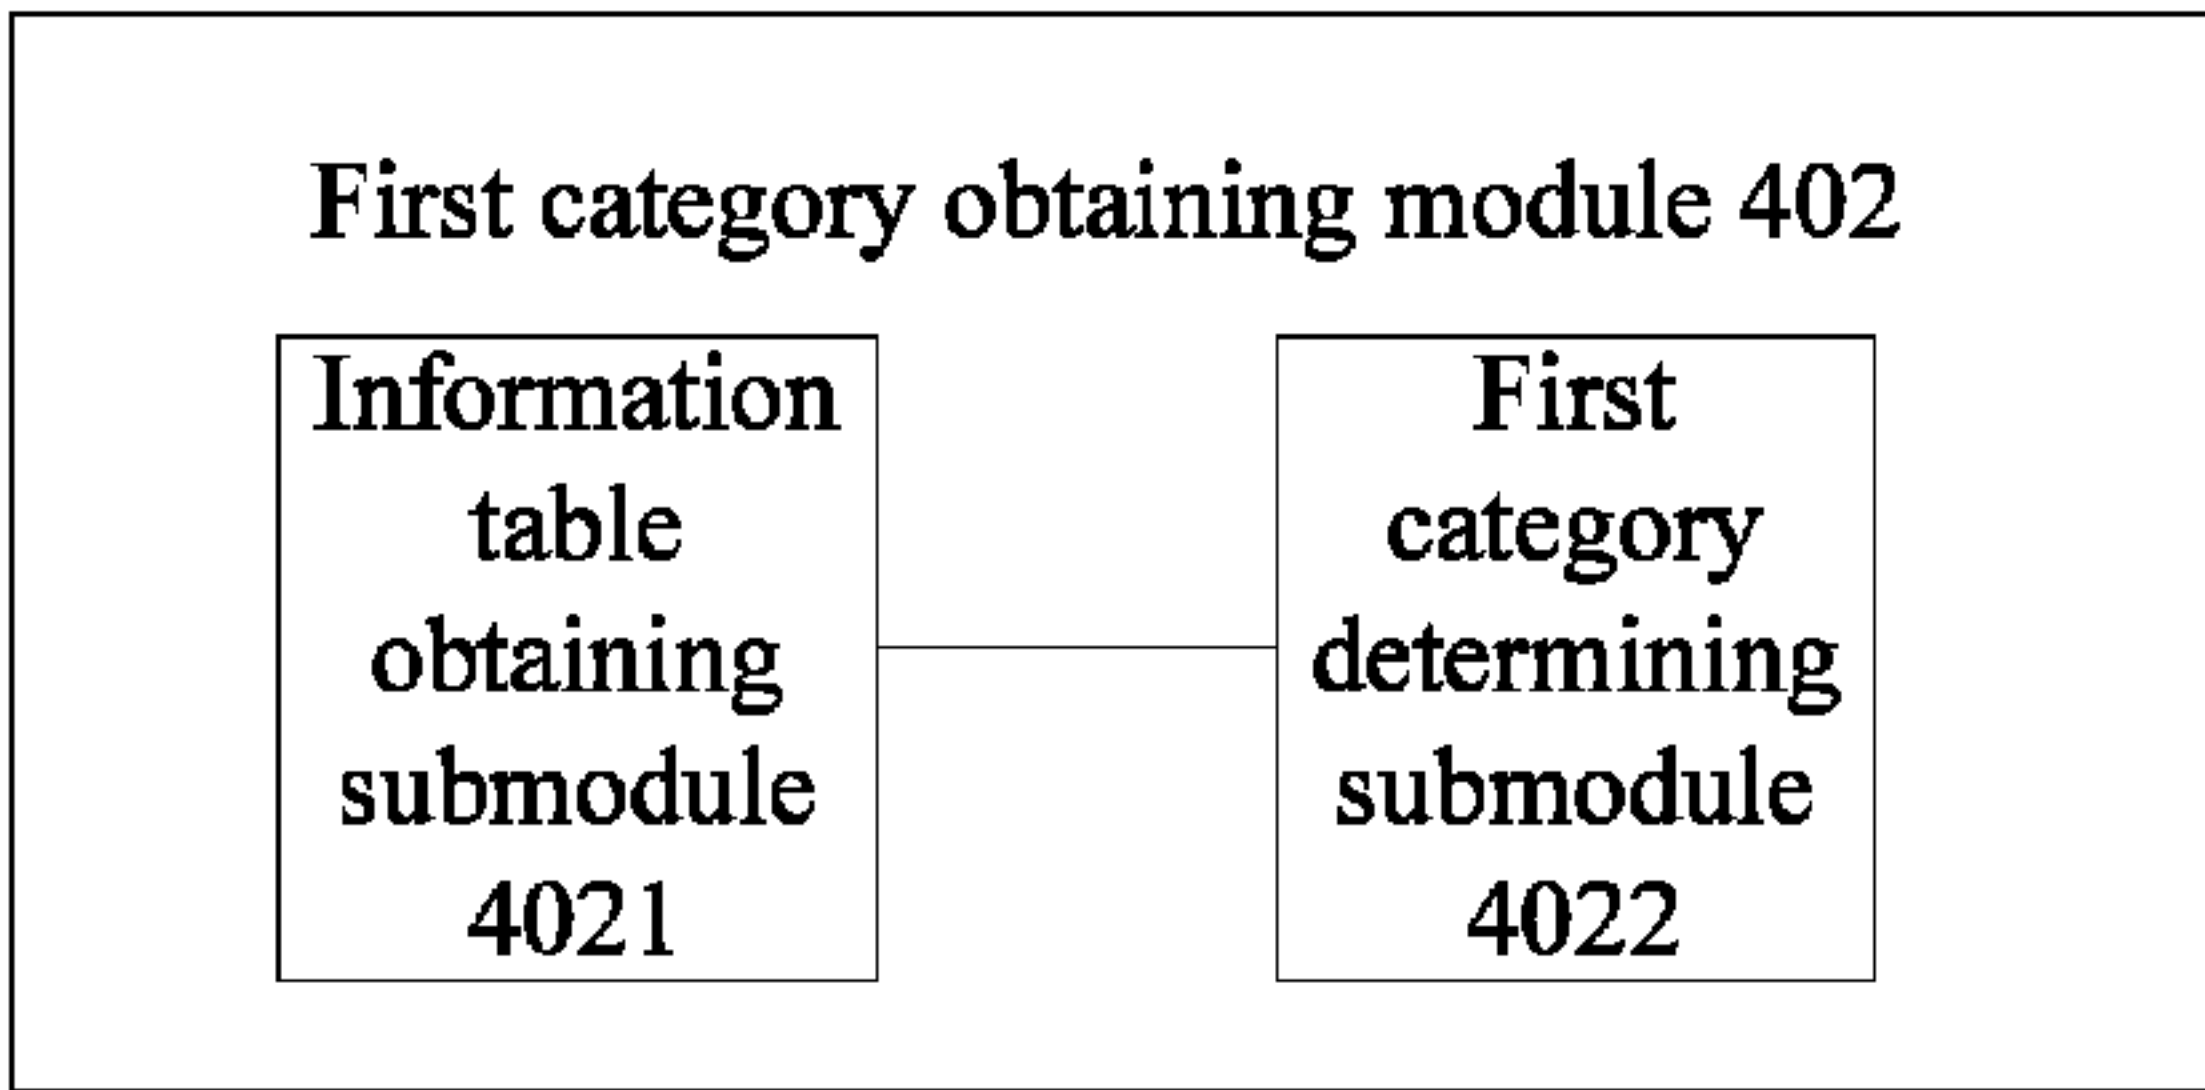 First category obtaining module 402
Information
table
obtaining
submodule
4021
First
category
determining
submodule
4022